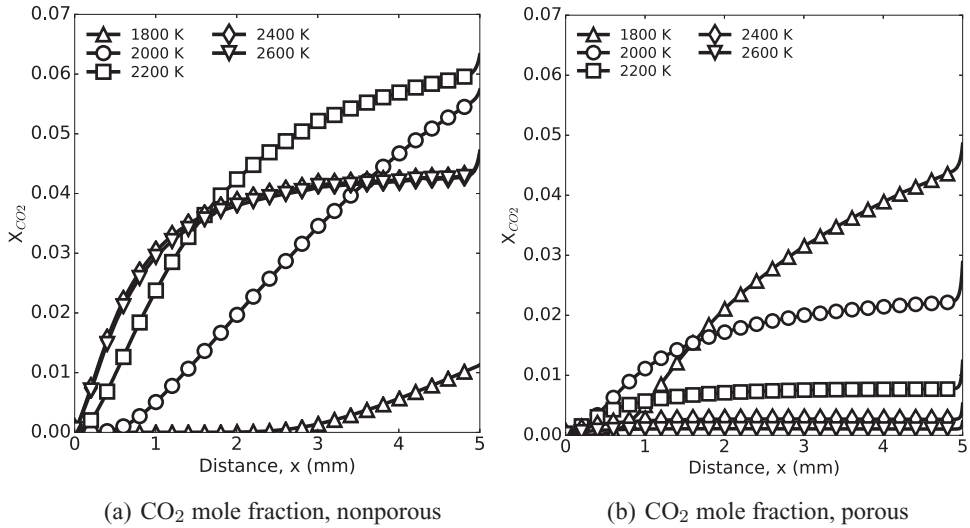 0.07
0.06
0.05
0.04
0.03
0.02
0.01
0.00
X_CO2
1800 K
2000 K
2200 K
2400 K
2600 K
0 1 2 3 4 5
Distance, x (mm)
(a) CO₂ mole fraction, nonporous
0.07
0.06
0.05
0.04
0.03
0.02
0.01
0.00
X_CO2
1800 K
2000 K
2200 K
2400 K
2600 K
0 1 2 3 4 5
Distance, x (mm)
(b) CO₂ mole fraction, porous